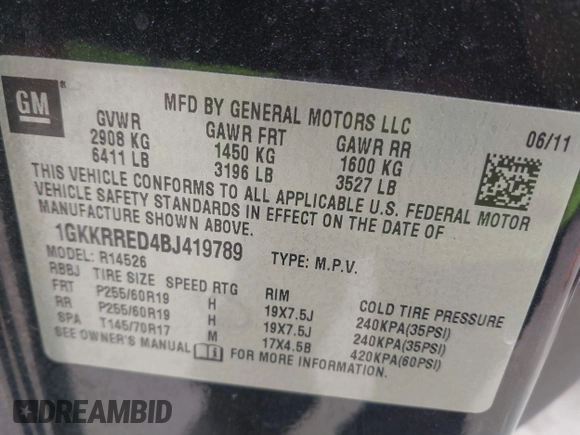 GM ®
MFD BY GENERAL MOTORS LLC
06/11
GVWR GAWR FRT GAWR RR
2908 KG 1450 KG 1600 KG
6411 LB 3196 LB 3527 LB
THIS VEHICLE CONFORMS TO ALL APPLICABLE U.S. FEDERAL MOTOR
VEHICLE SAFETY STANDARDS IN EFFECT ON THE DATE OF
MANUFACTURE SHOWN ABOVE.
1GKKRRED4BJ419789 TYPE: M.P.V.
MODEL: R14526
RBBJ TIRE SIZE SPEED RTG RIM COLD TIRE PRESSURE
FRT P255/60R19 H 19X7.5J 240KPA(35PSI)
RR P255/60R19 H 19X7.5J 240KPA(35PSI)
SPA T145/70R17 M 17X4.5B 420KPA(60PSI)
SEE OWNER'S MANUAL i FOR MORE INFORMATION.
DREAMBID